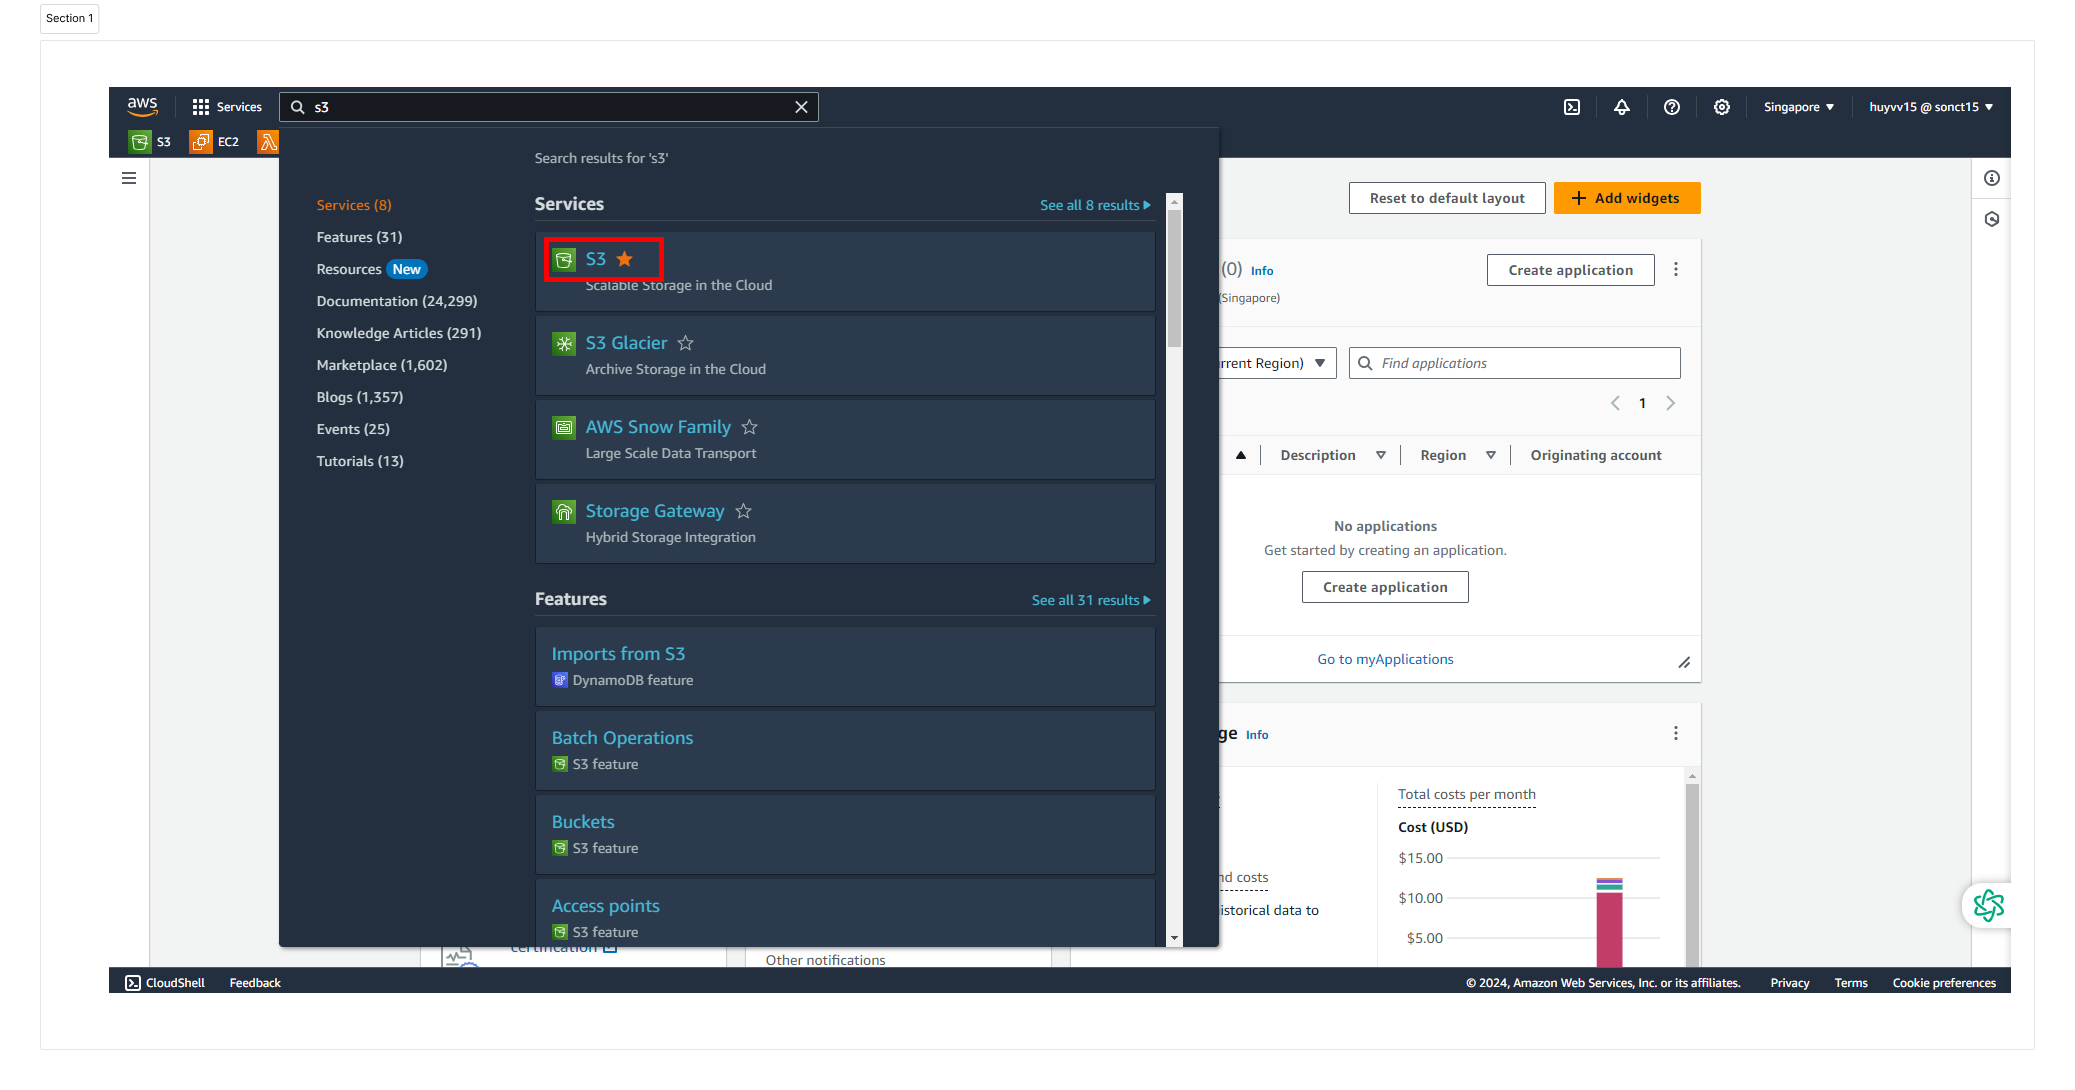 Section 1
aws
Services
s3
Singapore
huyvv15 @ sonct15
S3
EC2
Search results for 's3'
Services (8)
Features (31)
Resources New
Documentation (24,299)
Knowledge Articles (291)
Marketplace (1,602)
Blogs (1,357)
Events (25)
Tutorials (13)
Services
See all 8 results
S3
Scalable Storage in the Cloud
S3 Glacier
Archive Storage in the Cloud
AWS Snow Family
Large Scale Data Transport
Storage Gateway
Hybrid Storage Integration
Features
See all 31 results
Imports from S3
DynamoDB feature
Batch Operations
S3 feature
Buckets
S3 feature
Access points
S3 feature
Reset to default layout
Add widgets
(0) Info
(Singapore)
Create application
Region)
Find applications
1
Description
Region
Originating account
No applications
Get started by creating an application.
Create application
Go to myApplications
Info
Total costs per month
Cost (USD)
$15.00
$10.00
$5.00
costs
data to
certification
Other notifications
CloudShell
Feedback
© 2024, Amazon Web Services, Inc. or its affiliates.
Privacy
Terms
Cookie preferences